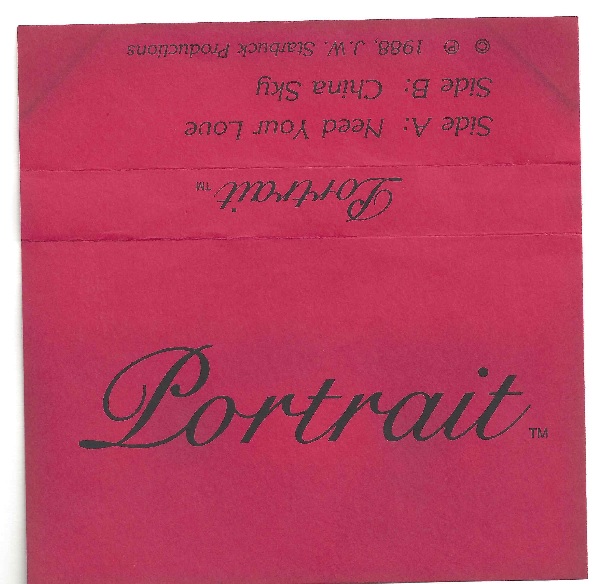 Portrait™
Portrait™
Side A: Need Your Love
Side B: China Sky
© ℗ 1988, J.W. Starbuck Productions